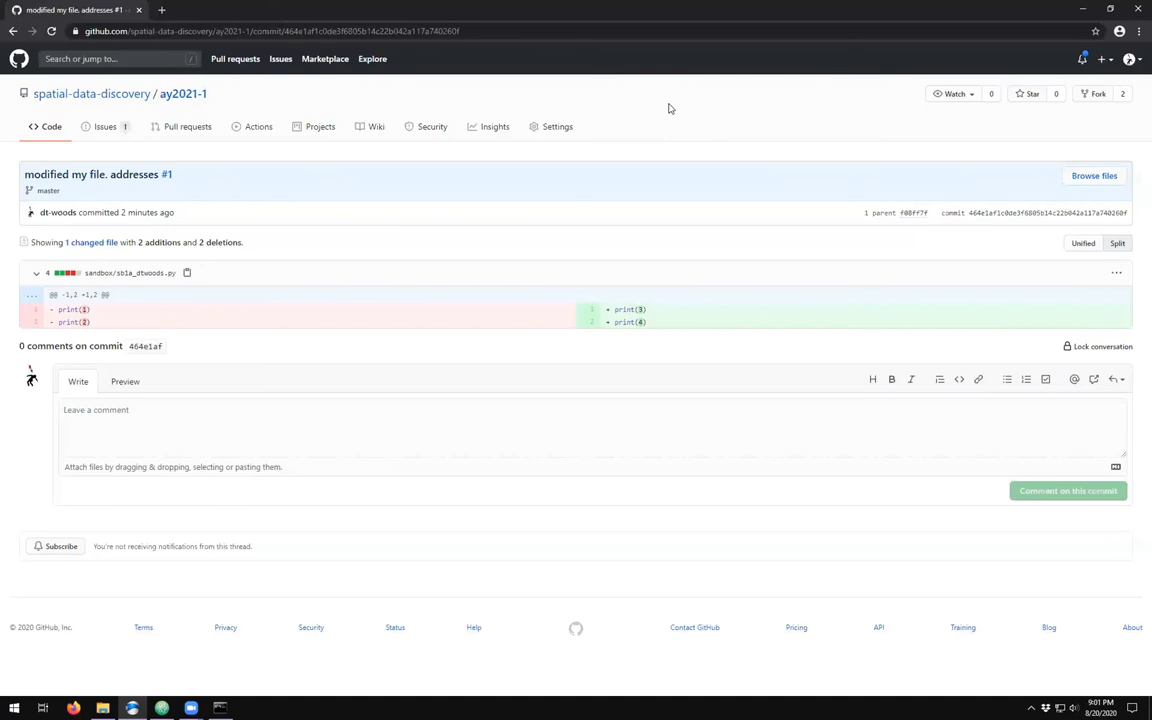 modified my file. addresses #1
github.com/spatial-data-discovery/ay2021-1/commit/464e1af1c0de3f6805b14c22b042a117a740260f
Search or jump to... /
Pull requests Issues Marketplace Explore
spatial-data-discovery / ay2021-1
Watch 0 Star 0 Fork 2
Code Issues 1 Pull requests Actions Projects Wiki Security Insights Settings
modified my file. addresses #1
Browse files
master
dt-woods committed 2 minutes ago
1 parent f08ff7f commit 464e1af1c0de3f6805b14c22b042a117a740260f
Showing 1 changed file with 2 additions and 2 deletions.
Unified Split
4 sandbox/sb1a_dtwoods.py
... @@ -1,2 +1,2 @@
1 - print(1) 1 + print(3)
2 - print(2) 2 + print(4)
0 comments on commit 464e1af
Lock conversation
Write Preview
H B I
Leave a comment
Attach files by dragging & dropping, selecting or pasting them.
Comment on this commit
Subscribe You're not receiving notifications from this thread.
© 2020 GitHub, Inc. Terms Privacy Security Status Help Contact GitHub Pricing API Training Blog About
9:01 PM
8/20/2020